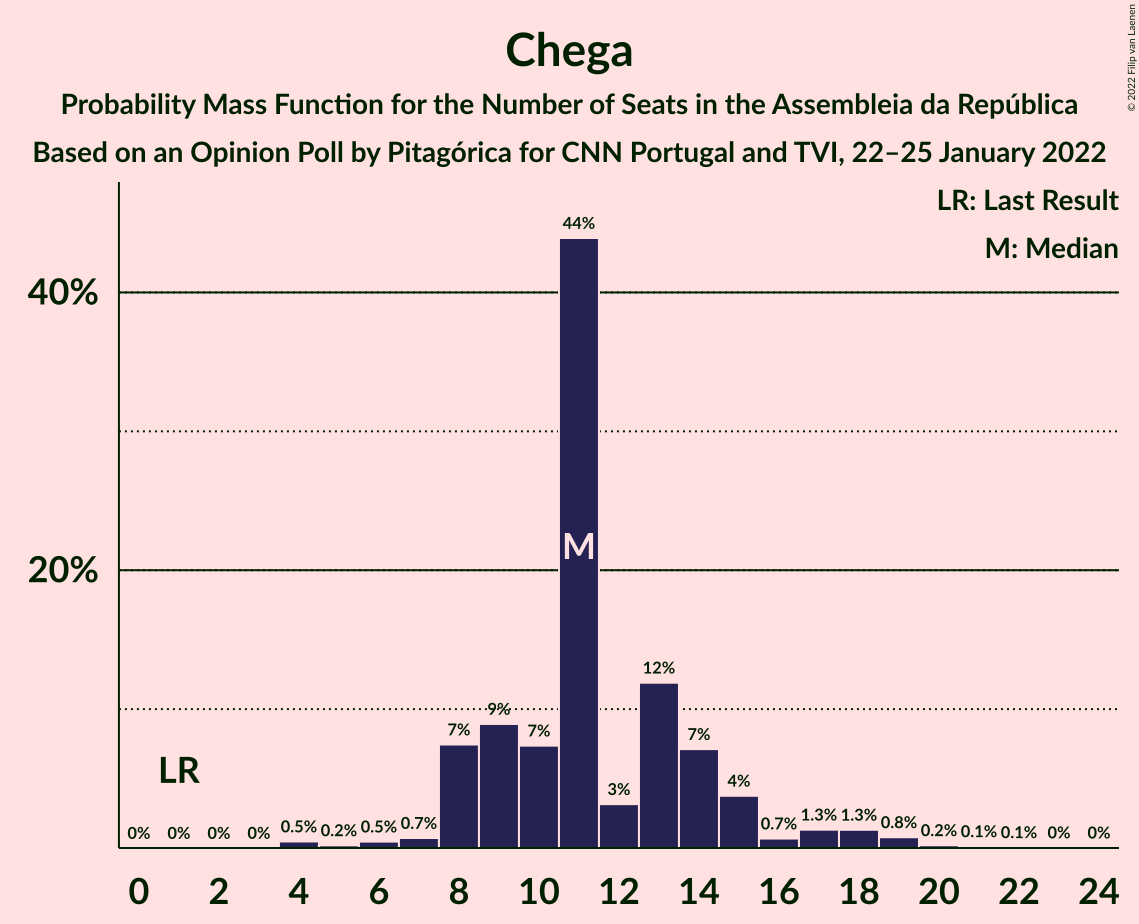 Chega
Probability Mass Function for the Number of Seats in the Assembleia da República
Based on an Opinion Poll by Pitagórica for CNN Portugal and TVI, 22–25 January 2022
© 2022 Filip van Laenen
LR: Last Result
M: Median
44%
40%
M
20%
12%
9%
7% 7% 7%
LR
4%
3%
0% 0% 0% 0% 0.5% 0.2% 0.5% 0.7% 0.7% 1.3% 1.3% 0.8% 0.2% 0.1% 0.1% 0% 0%
0 2 4 6 8 10 12 14 16 18 20 22 24